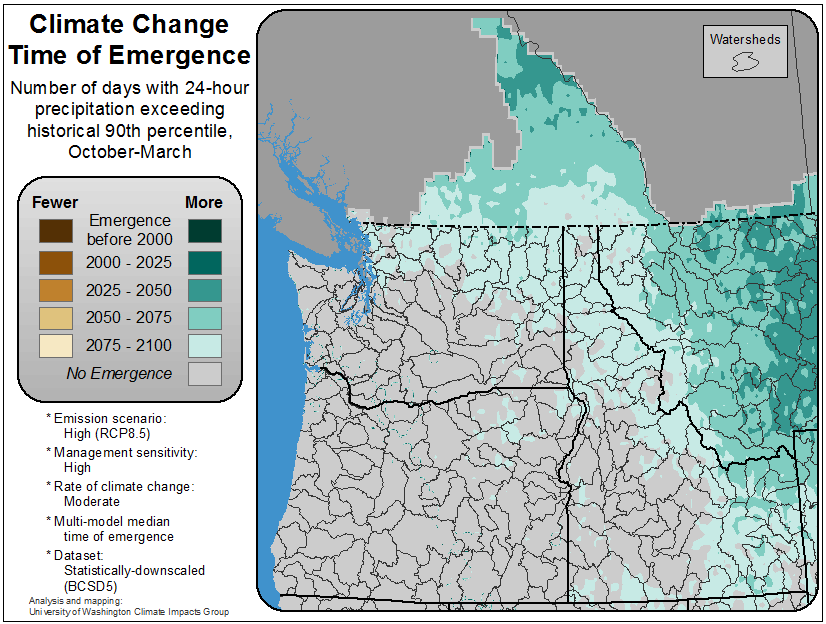 Climate Change
Time of Emergence
Number of days with 24-hour
precipitation exceeding
historical 90th percentile,
October-March
Fewer More
Emergence
before 2000
2000 - 2025
2025 - 2050
2050 - 2075
2075 - 2100
No Emergence
* Emission scenario:
High (RCP8.5)
* Management sensitivity:
High
* Rate of climate change:
Moderate
* Multi-model median
time of emergence
* Dataset:
Statistically-downscaled
(BCSD5)
Analysis and mapping:
University of Washington Climate Impacts Group
Watersheds